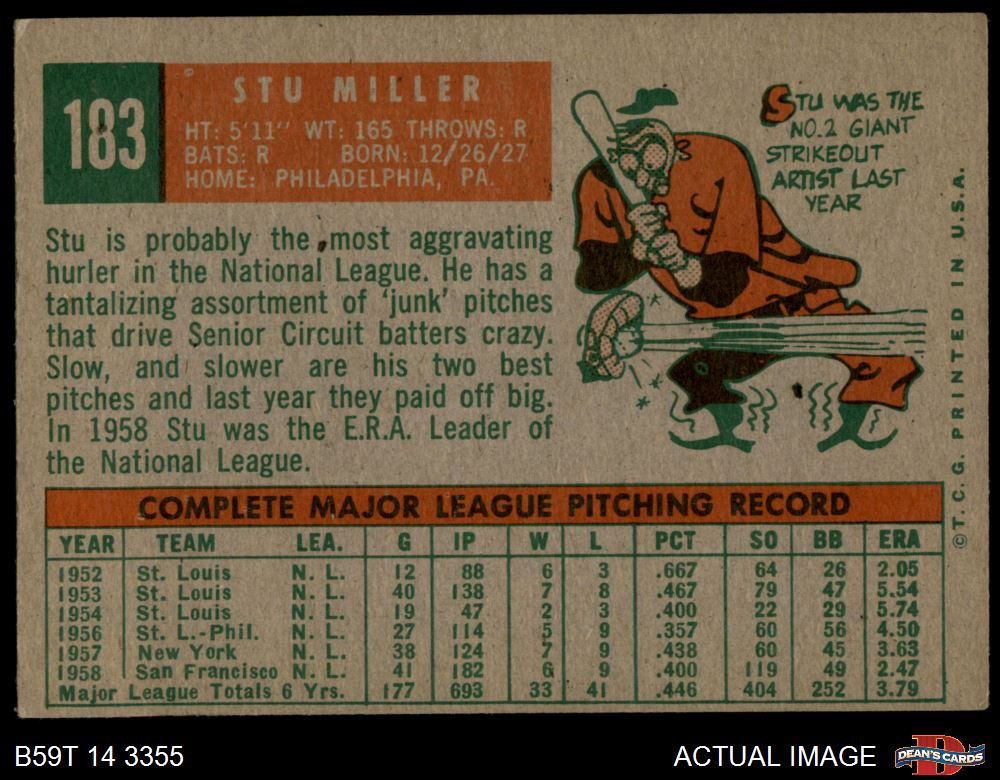 183
STU MILLER
HT: 5'11" WT: 165 THROWS: R
BATS: R BORN: 12/26/27
HOME: PHILADELPHIA, PA.
STU WAS THE
NO.2 GIANT
STRIKEOUT
ARTIST LAST
YEAR
Stu is probably the most aggravating
hurler in the National League. He has a
tantalizing assortment of 'junk' pitches
that drive Senior Circuit batters crazy.
Slow, and slower are his two best
pitches and last year they paid off big.
In 1958 Stu was the E.R.A. Leader of
the National League.
COMPLETE MAJOR LEAGUE PITCHING RECORD
YEAR TEAM LEA. G IP W L PCT SO BB ERA
1952 St. Louis N. L. 12 88 6 3 .667 64 26 2.05
1953 St. Louis N. L. 40 138 7 8 .467 79 47 5.54
1954 St. Louis N. L. 19 47 2 3 .400 22 29 5.74
1956 St. L.-Phil. N. L. 27 114 5 9 .357 60 56 4.50
1957 New York N. L. 38 124 7 9 .438 60 45 3.63
1958 San Francisco N. L. 41 182 6 9 .400 119 49 2.47
Major League Totals 6 Yrs. 177 693 33 41 .446 404 252 3.79
©T. C. G. PRINTED IN U.S.A.
B59T 14 3355
ACTUAL IMAGE
D
DEAN'S CARDS